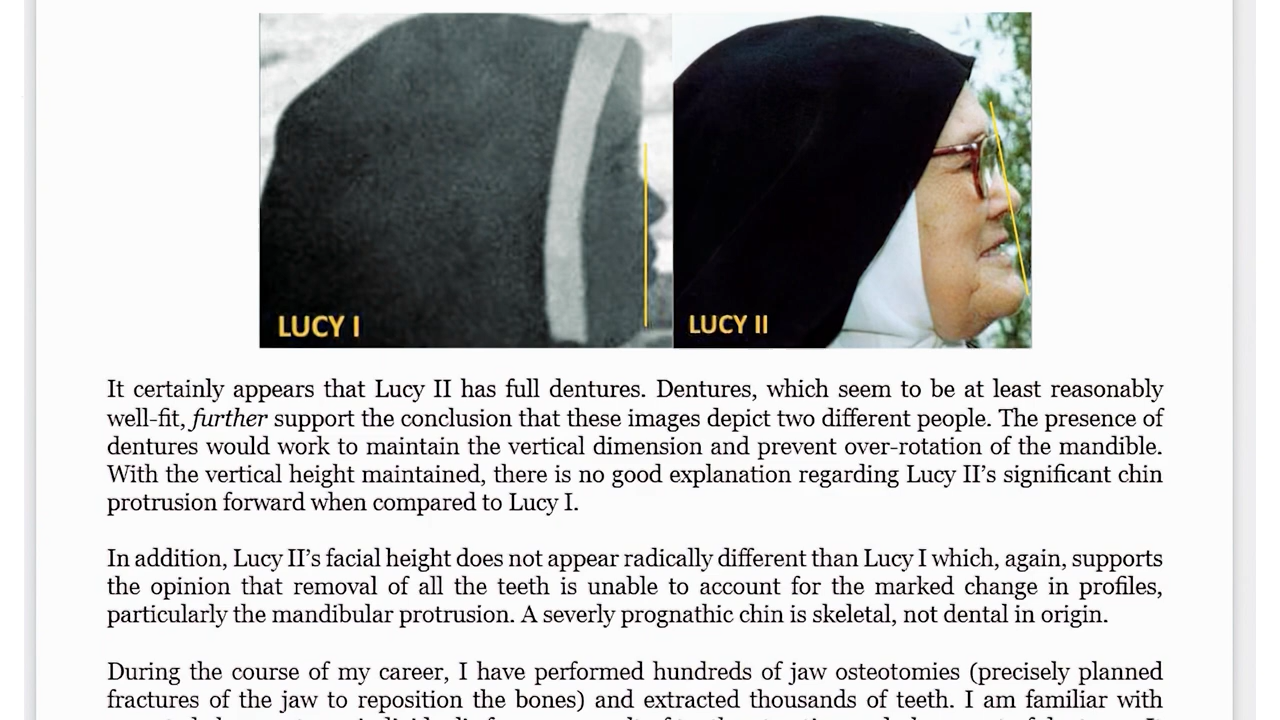 LUCY I
LUCY II
It certainly appears that Lucy II has full dentures. Dentures, which seem to be at least reasonably
well-fit, further support the conclusion that these images depict two different people. The presence of
dentures would work to maintain the vertical dimension and prevent over-rotation of the mandible.
With the vertical height maintained, there is no good explanation regarding Lucy II’s significant chin
protrusion forward when compared to Lucy I.
In addition, Lucy II’s facial height does not appear radically different than Lucy I which, again, supports
the opinion that removal of all the teeth is unable to account for the marked change in profiles,
particularly the mandibular protrusion. A severly prognathic chin is skeletal, not dental in origin.
During the course of my career, I have performed hundreds of jaw osteotomies (precisely planned
fractures of the jaw to reposition the bones) and extracted thousands of teeth. I am familiar with